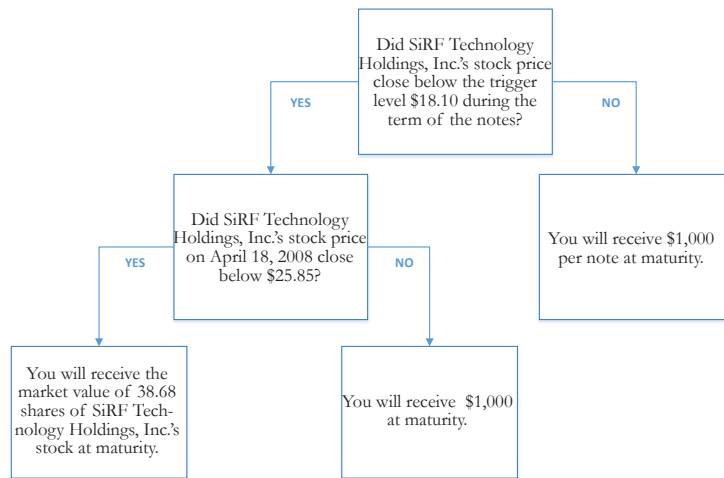 Did SiRF Technology
Holdings, Inc.'s stock price
close below the trigger
level $18.10 during the
term of the notes?
YES
NO
Did SiRF Technology
Holdings, Inc.'s stock price
on April 18, 2008 close
below $25.85?
You will receive $1,000
per note at maturity.
YES
NO
You will receive the
market value of 38.68
shares of SiRF Tech-
nology Holdings, Inc.'s
stock at maturity.
You will receive $1,000
at maturity.